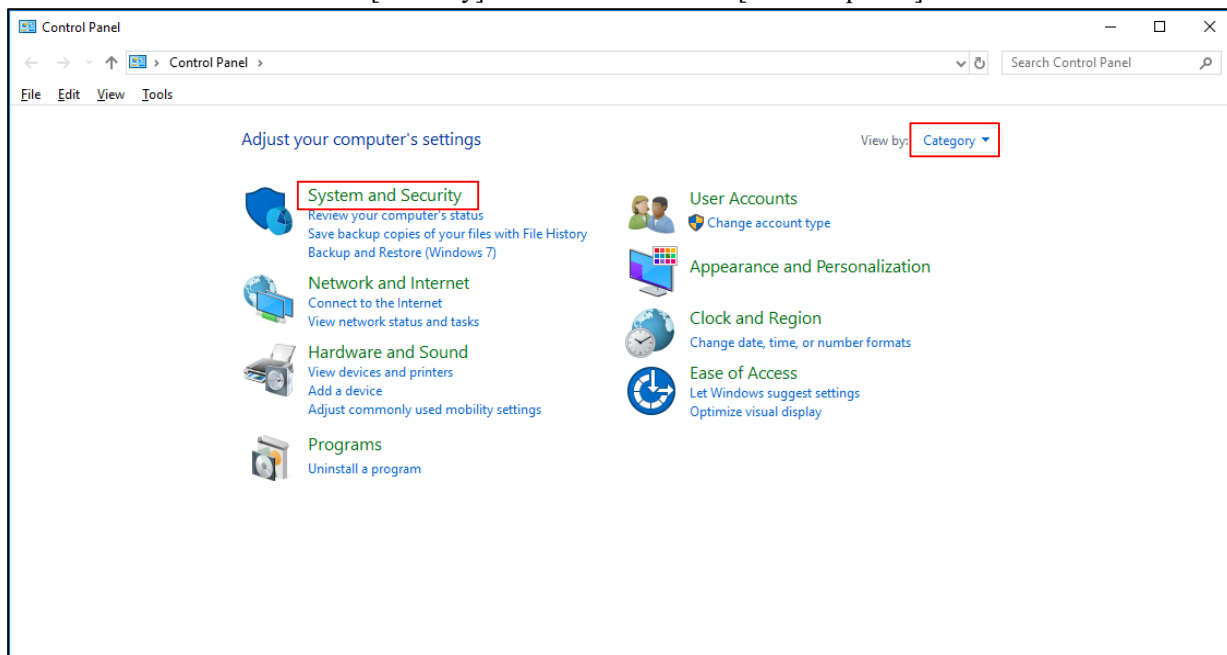 Control Panel
Control Panel
Search Control Panel
File Edit View Tools
Adjust your computer's settings
View by: Category
System and Security
Review your computer's status
Save backup copies of your files with File History
Backup and Restore (Windows 7)
Network and Internet
Connect to the Internet
View network status and tasks
Hardware and Sound
View devices and printers
Add a device
Adjust commonly used mobility settings
Programs
Uninstall a program
User Accounts
Change account type
Appearance and Personalization
Clock and Region
Change date, time, or number formats
Ease of Access
Let Windows suggest settings
Optimize visual display